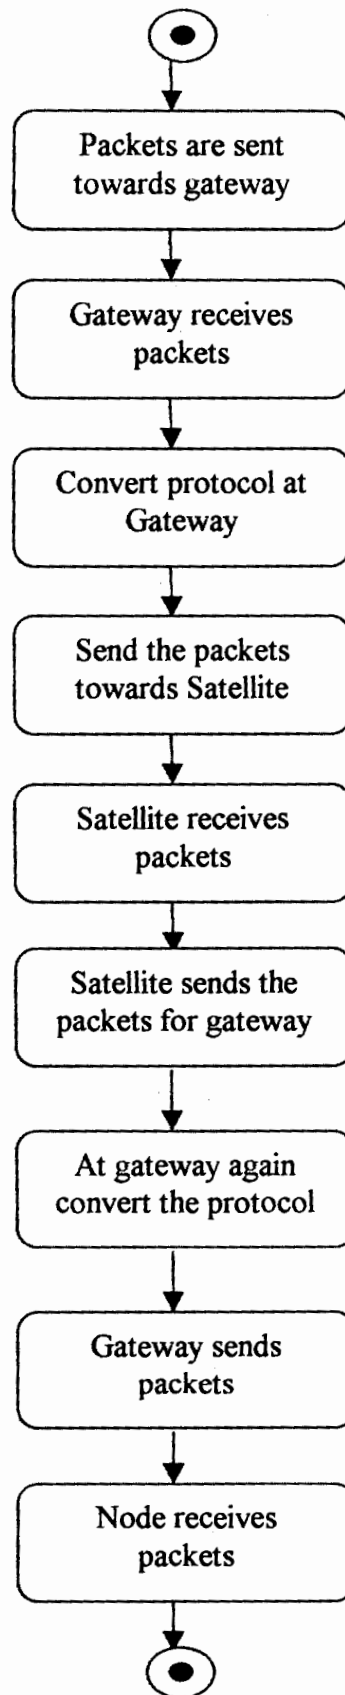 Packets are sent
towards gateway
Gateway receives
packets
Convert protocol at
Gateway
Send the packets
towards Satellite
Satellite receives
packets
Satellite sends the
packets for gateway
At gateway again
convert the protocol
Gateway sends
packets
Node receives
packets